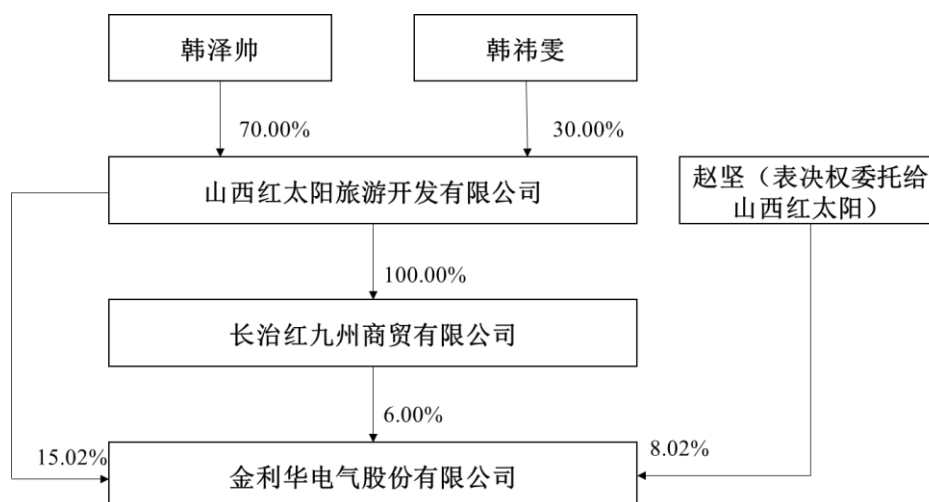 韩泽帅
韩祎雯
70.00%
30.00%
山西红太阳旅游开发有限公司
赵坚（表决权委托给
山西红太阳）
100.00%
长治红九州商贸有限公司
6.00%
15.02%
8.02%
金利华电气股份有限公司